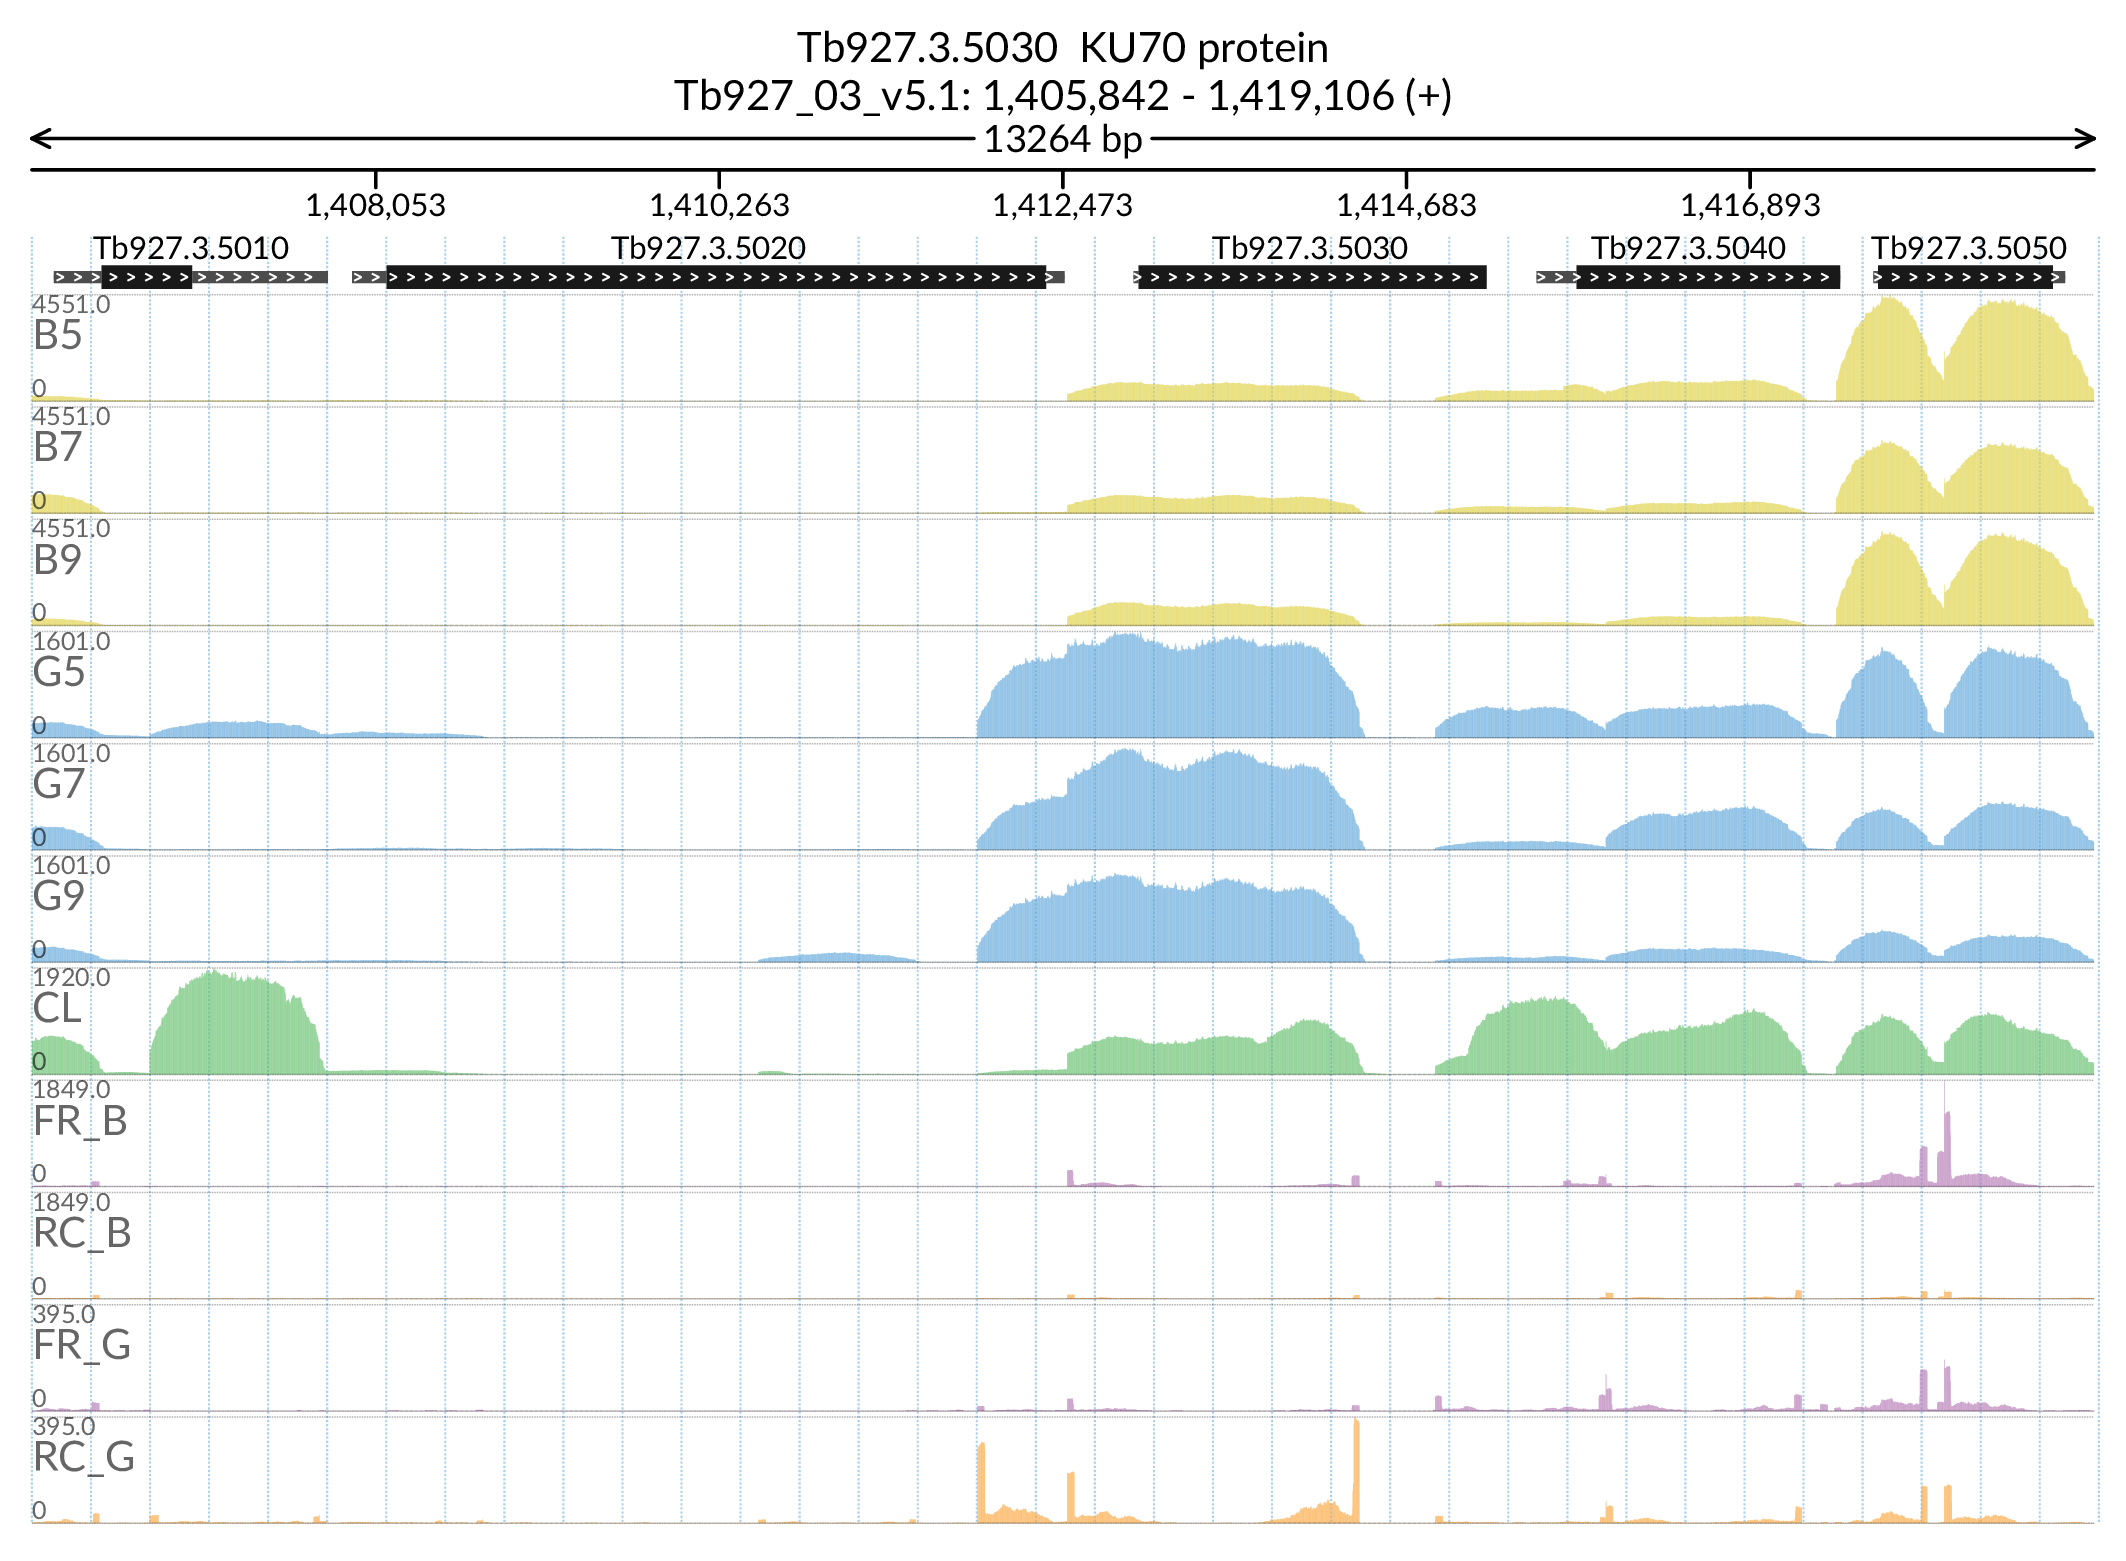 Tb927.3.5030 KU70 protein
Tb927_03_v5.1: 1,405,842 - 1,419,106 (+)
13264 bp
1,408,053 1,410,263 1,412,473 1,414,683 1,416,893
Tb927.3.5010 Tb927.3.5020 Tb927.3.5030 Tb927.3.5040 Tb927.3.5050
4551.0
B5
0
4551.0
B7
0
4551.0
B9
0
1601.0
G5
0
1601.0
G7
0
1601.0
G9
0
1920.0
CL
0
1849.0
FR_B
0
1849.0
RC_B
0
395.0
FR_G
0
395.0
RC_G
0